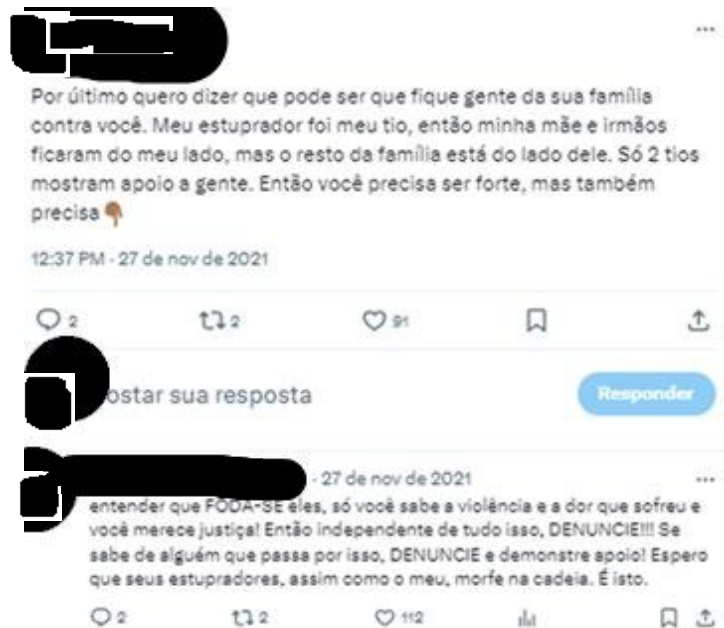 Por último quero dizer que pode ser que fique gente da sua família
contra você. Meu estuprador foi meu tio, então minha mãe e irmãos
ficaram do meu lado, mas o resto da família está do lado dele. Só 2 tios
mostram apoio a gente. Então você precisa ser forte, mas também
precisa👇🏾
12:37 PM · 27 de nov de 2021
2 2 91
ostar sua resposta
Responder
· 27 de nov de 2021
entender que FODA-SE eles, só você sabe a violência e a dor que sofreu e
você merece justiça! Então independente de tudo isso, DENUNCIE!!! Se
sabe de alguém que passa por isso, DENUNCIE e demonstre apoio! Espero
que seus estupradores, assim como o meu, morfe na cadeia. É isto.
2 2 112